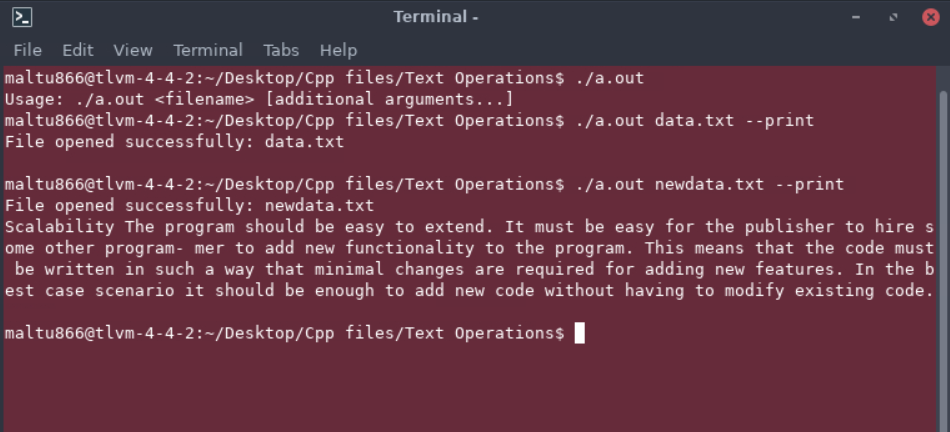 Terminal -
File Edit View Terminal Tabs Help
maltu866@tlvm-4-4-2:~/Desktop/Cpp files/Text Operations$ ./a.out
Usage: ./a.out <filename> [additional arguments...]
maltu866@tlvm-4-4-2:~/Desktop/Cpp files/Text Operations$ ./a.out data.txt --print
File opened successfully: data.txt
maltu866@tlvm-4-4-2:~/Desktop/Cpp files/Text Operations$ ./a.out newdata.txt --print
File opened successfully: newdata.txt
Scalability The program should be easy to extend. It must be easy for the publisher to hire s
ome other program- mer to add new functionality to the program. This means that the code must
 be written in such a way that minimal changes are required for adding new features. In the b
est case scenario it should be enough to add new code without having to modify existing code.
maltu866@tlvm-4-4-2:~/Desktop/Cpp files/Text Operations$